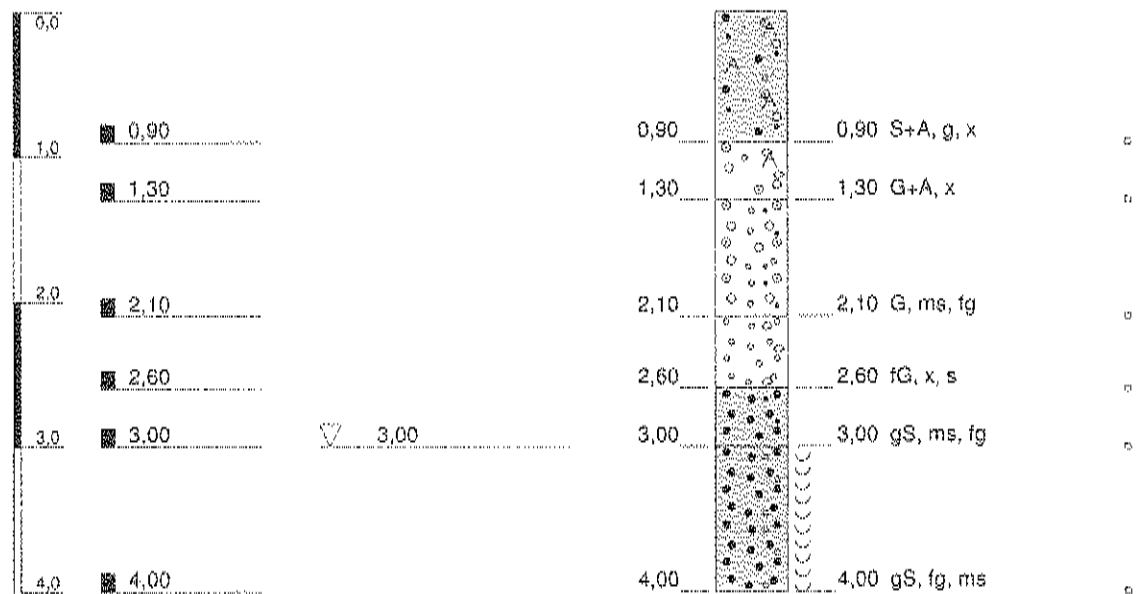 0,0
0,90 0,90 0,90 S+A, g, x
1,0
1,30 1,30 1,30 G+A, x
2,0
2,10 2,10 2,10 G, ms, fg
2,60 2,60 2,60 fG, x, s
3,0 3,00 3,00 3,00 3,00 gS, ms, fg
4,0 4,00 4,00 4,00 gS, fg, ms